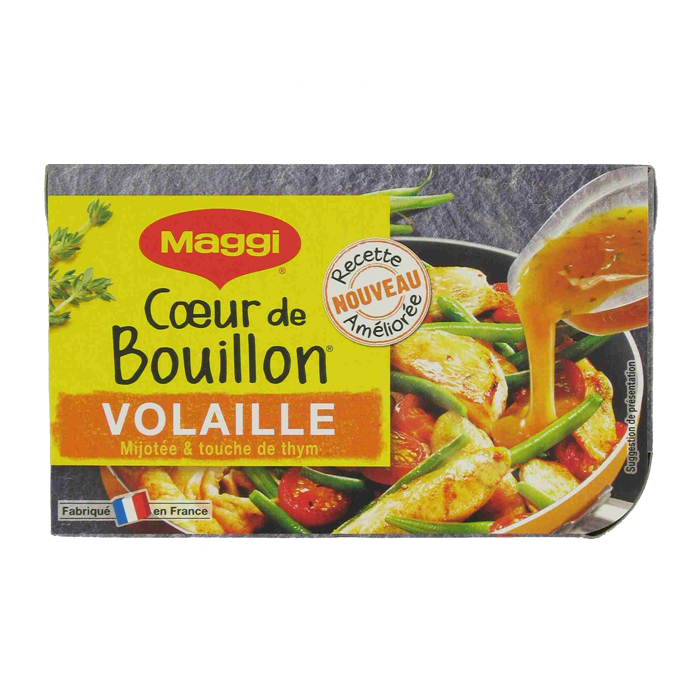 Maggi
®
Cœur de
Bouillon®
VOLAILLE
Mijotée & touche de thym
Recette
NOUVEAU
Améliorée
Fabriqué en France
Suggestion de présentation